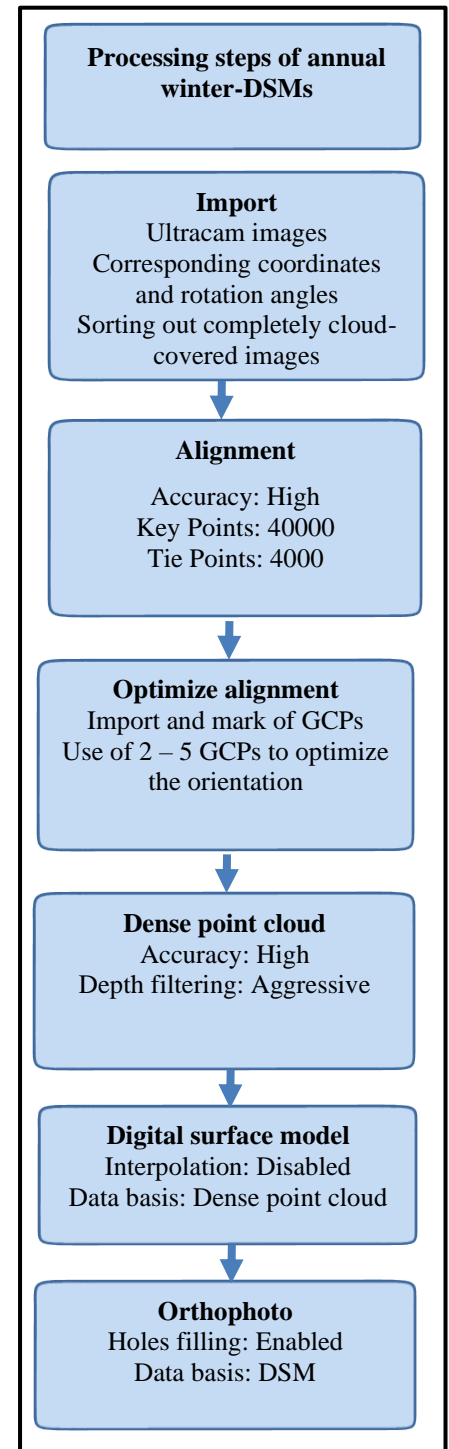 Processing steps of annual
winter-DSMs
Import
Ultracam images
Corresponding coordinates
and rotation angles
Sorting out completely cloud-
covered images
Alignment
Accuracy: High
Key Points: 40000
Tie Points: 4000
Optimize alignment
Import and mark of GCPs
Use of 2 – 5 GCPs to optimize
the orientation
Dense point cloud
Accuracy: High
Depth filtering: Aggressive
Digital surface model
Interpolation: Disabled
Data basis: Dense point cloud
Orthophoto
Holes filling: Enabled
Data basis: DSM